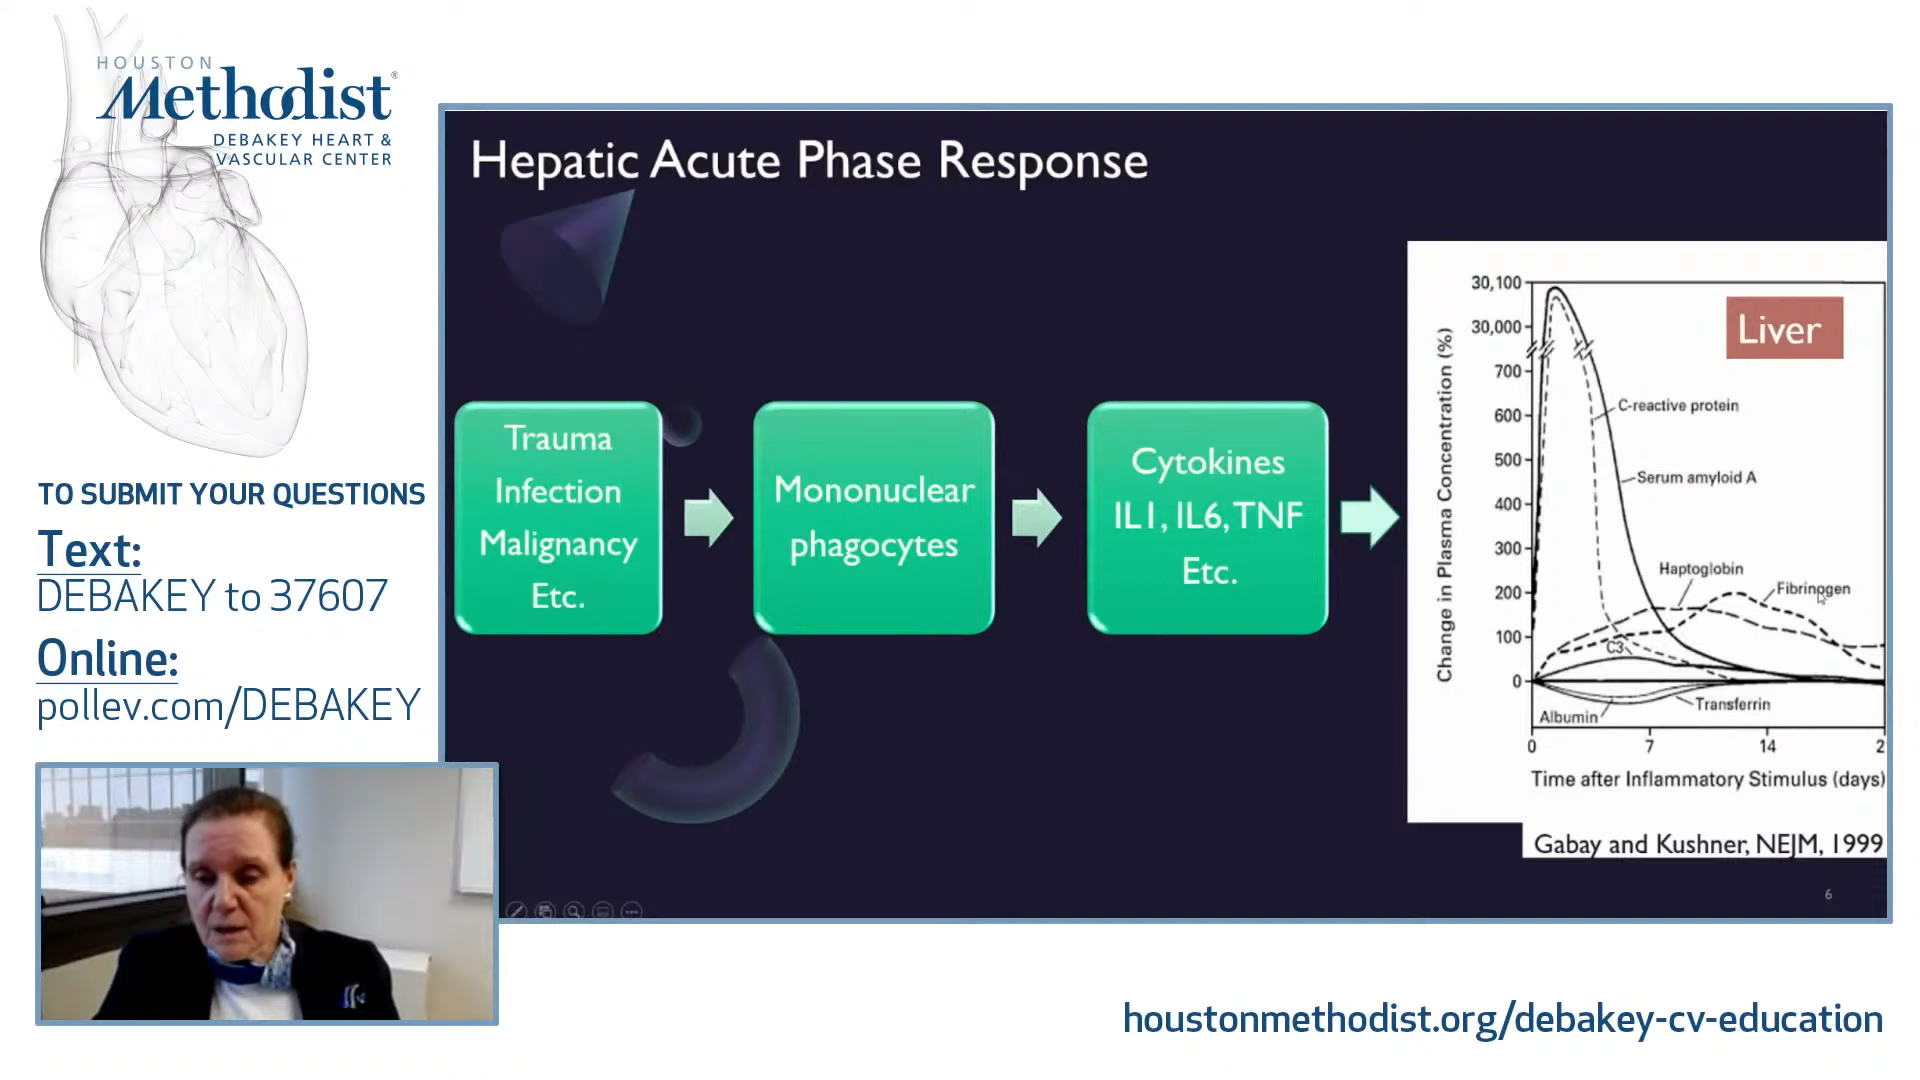 HOUSTON
Methodist®
DEBAKEY HEART &
VASCULAR CENTER
TO SUBMIT YOUR QUESTIONS
Text:
DEBAKEY to 37607
Online:
pollev.com/DEBAKEY
Hepatic Acute Phase Response
Trauma
Infection
Malignancy
Etc.
Mononuclear
phagocytes
Cytokines
IL1, IL6, TNF
Etc.
Liver
Change in Plasma Concentration (%)
30,100
30,000
700
600
500
400
300
200
100
0
C-reactive protein
Serum amyloid A
Haptoglobin
Fibrinogen
C3
Albumin
Transferrin
0 7 14 2
Time after Inflammatory Stimulus (days)
Gabay and Kushner, NEJM, 1999
6
houstonmethodist.org/debakey-cv-education